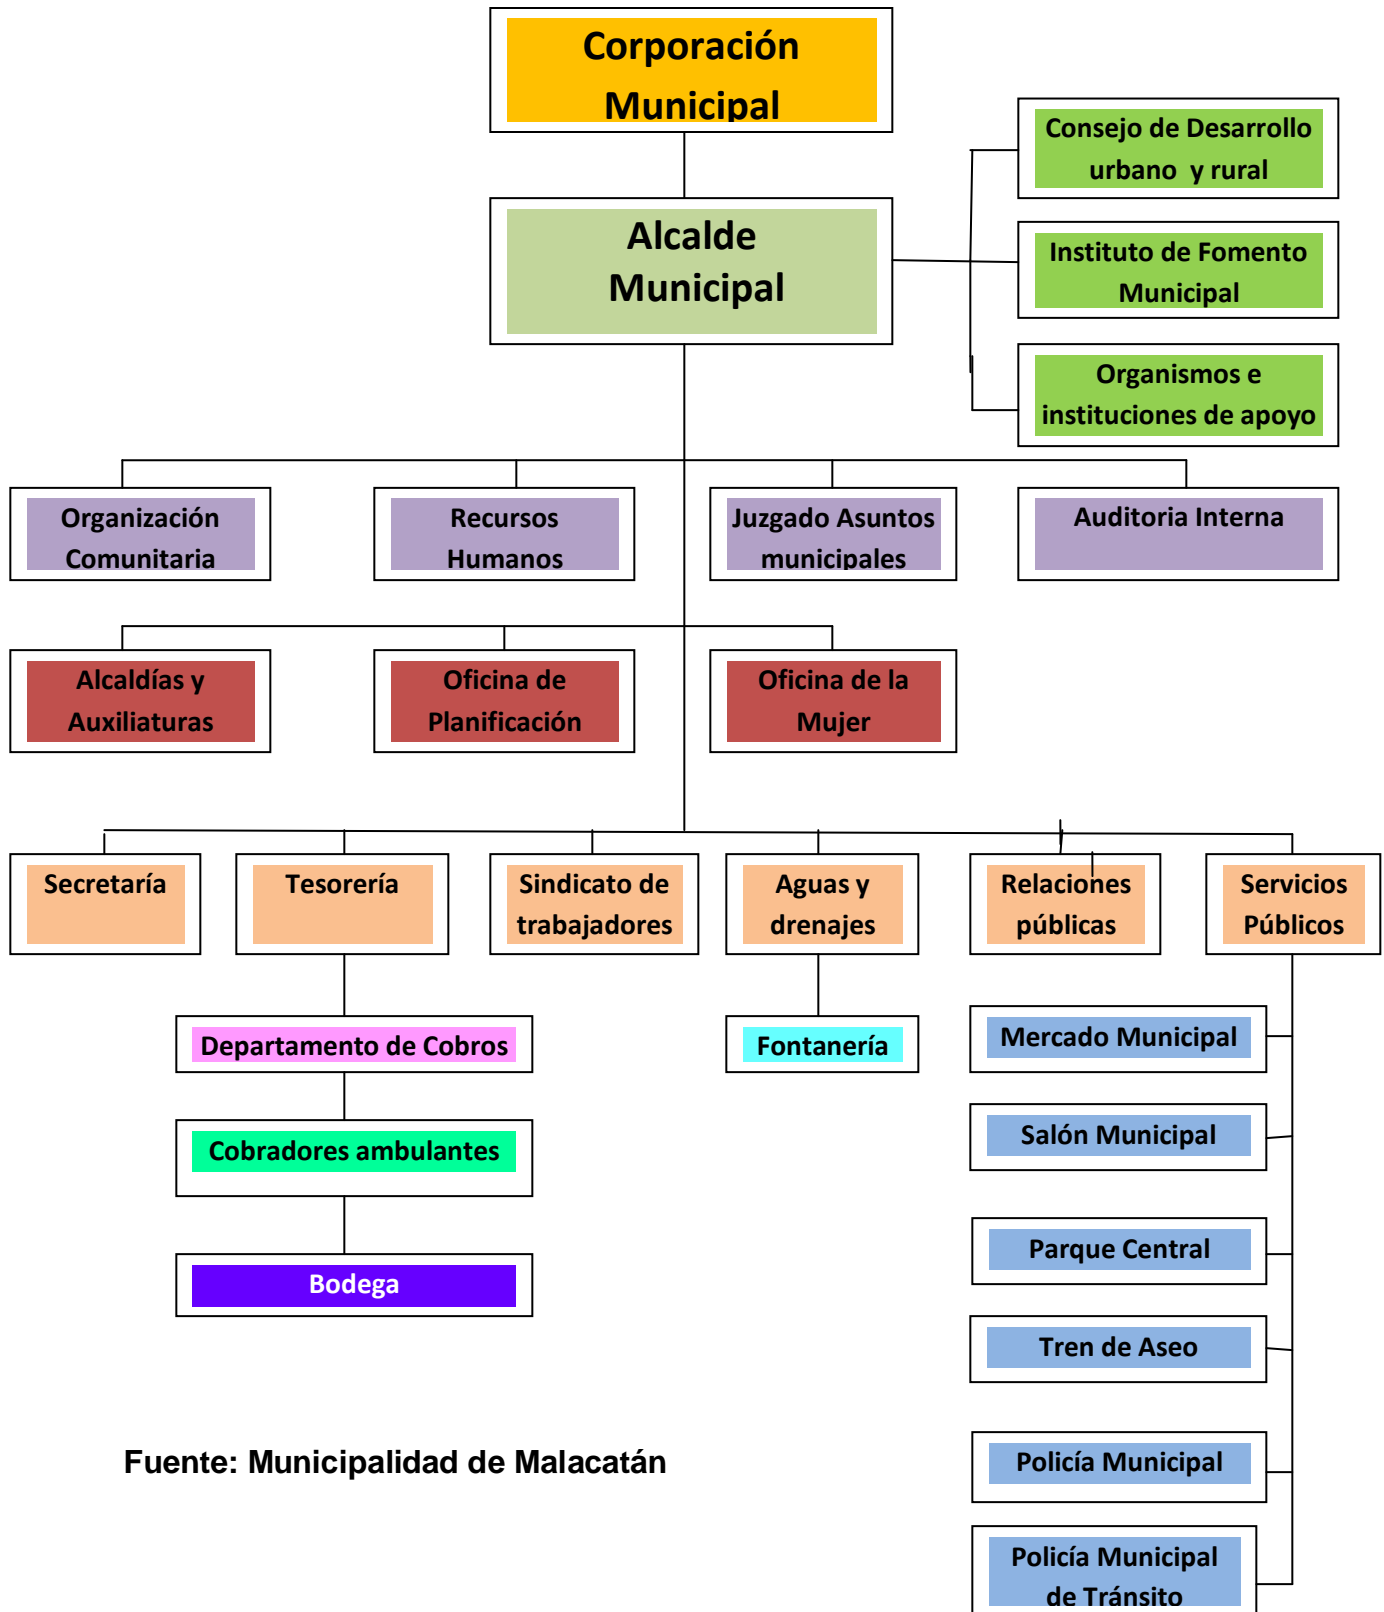 Corporación
Municipal
Consejo de Desarrollo
urbano  y rural
Alcalde
Municipal
Instituto de Fomento
Municipal
Organismos e
instituciones de apoyo
Organización
Comunitaria
Recursos
Humanos
Juzgado Asuntos
municipales
Auditoria Interna
Alcaldías y
Auxiliaturas
Oficina de
Planificación
Oficina de la
Mujer
Secretaría
Tesorería
Sindicato de
trabajadores
Aguas y
drenajes
Relaciones
públicas
Servicios
Públicos
Departamento de Cobros
Cobradores ambulantes
Bodega
Fontanería
Mercado Municipal
Salón Municipal
Parque Central
Tren de Aseo
Policía Municipal
Policía Municipal
de Tránsito
Fuente: Municipalidad de Malacatán